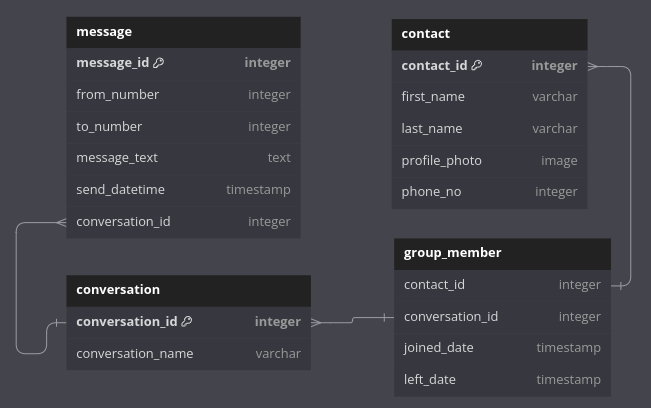 message
message_id integer
from_number integer
to_number integer
message_text text
send_datetime timestamp
conversation_id integer
contact
contact_id integer
first_name varchar
last_name varchar
profile_photo image
phone_no integer
conversation
conversation_id integer
conversation_name varchar
group_member
contact_id integer
conversation_id integer
joined_date timestamp
left_date timestamp